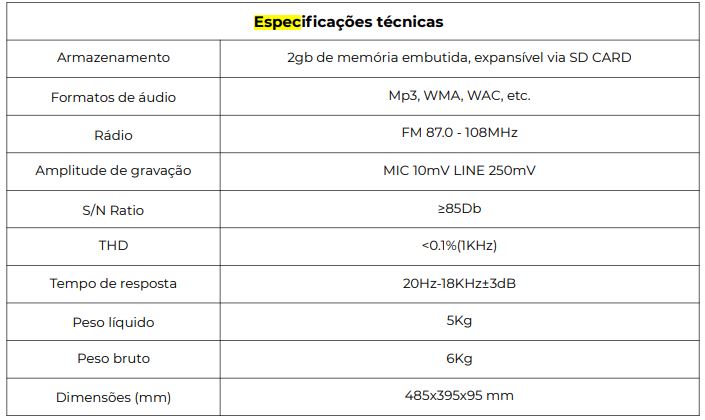 Especificações técnicas
Armazenamento 2gb de memória embutida, expansível via SD CARD
Formatos de áudio Mp3, WMA, WAC, etc.
Rádio FM 87.0 - 108MHz
Amplitude de gravação MIC 10mV LINE 250mV
S/N Ratio ≥85Db
THD <0.1%(1KHz)
Tempo de resposta 20Hz-18KHz±3dB
Peso líquido 5Kg
Peso bruto 6Kg
Dimensões (mm) 485x395x95 mm